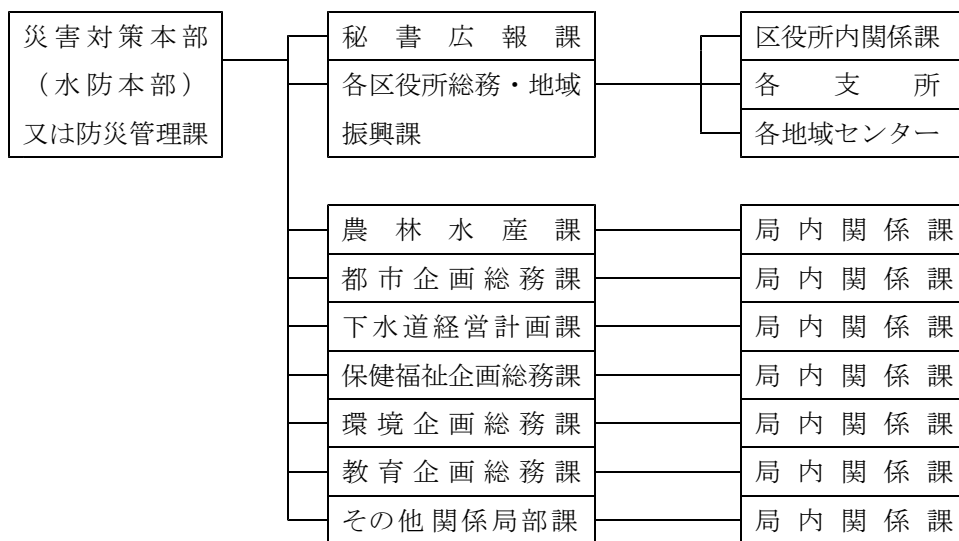 災害対策本部
（水防本部）
又は防災管理課
秘書広報課
各区役所総務・地域
振興課
区役所内関係課
各支所
各地域センター
農林水産課
局内関係課
都市企画総務課
局内関係課
下水道経営計画課
局内関係課
保健福祉企画総務課
局内関係課
環境企画総務課
局内関係課
教育企画総務課
局内関係課
その他関係局部課
局内関係課